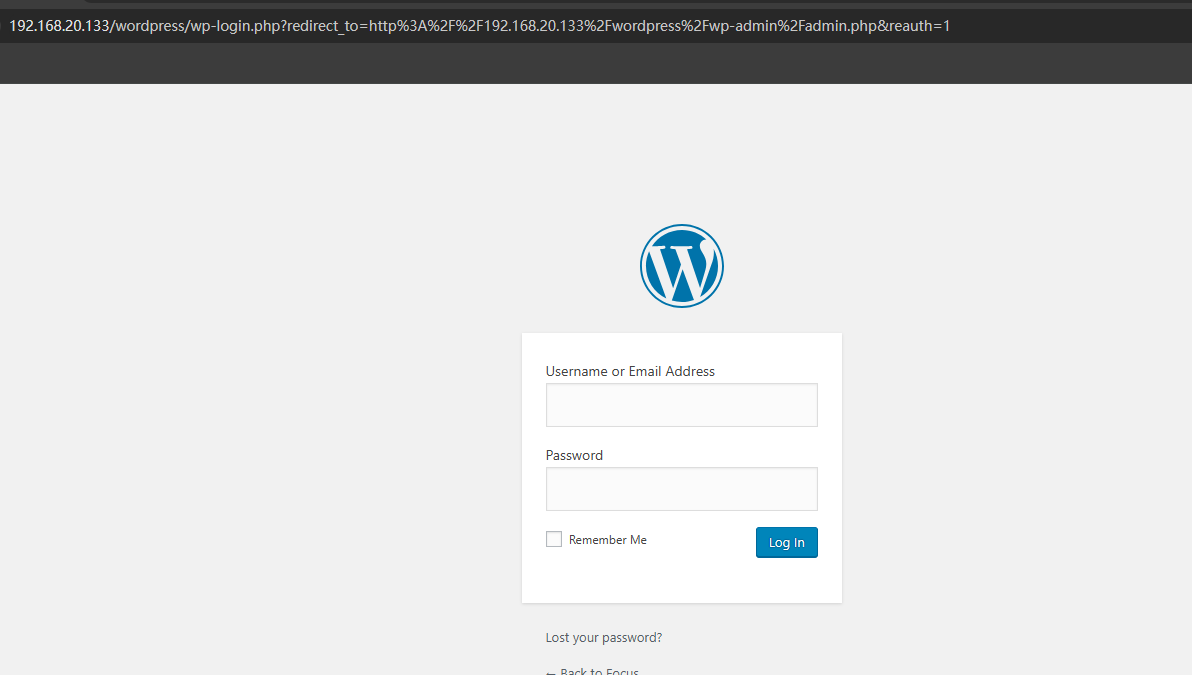 192.168.20.133/wordpress/wp-login.php?redirect_to=http%3A%2F%2F192.168.20.133%2Fwordpress%2Fwp-admin%2Fadmin.php&reauth=1
Username or Email Address
Password
Remember Me
Log In
Lost your password?
← Back to Focus